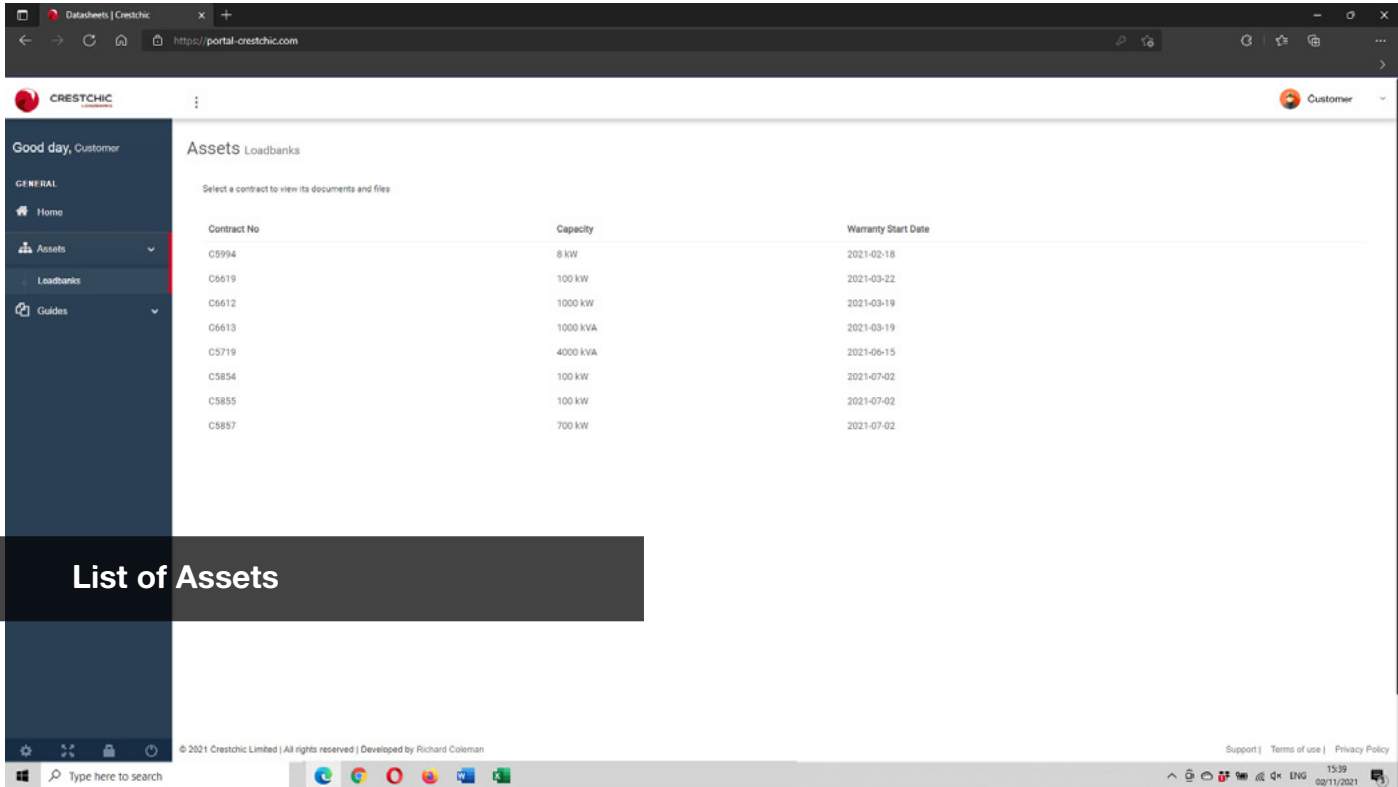 Datasheets | Crestchic
https://portal-crestchic.com
CRESTCHIC
LOADBANKS
Customer
Good day, Customer
GENERAL
Home
Assets
Loadbanks
Guides
Assets Loadbanks
Select a contract to view its documents and files
Contract No Capacity Warranty Start Date
C5994 8 kW 2021-02-18
C6619 100 kW 2021-03-22
C6612 1000 kW 2021-03-19
C6613 1000 kVA 2021-03-19
C5719 4000 kVA 2021-06-15
C5854 100 kW 2021-07-02
C5855 100 kW 2021-07-02
C5857 700 kW 2021-07-02
List of Assets
© 2021 Crestchic Limited | All rights reserved | Developed by Richard Coleman
Support | Terms of use | Privacy Policy
Type here to search
ENG
15:39
02/11/2021